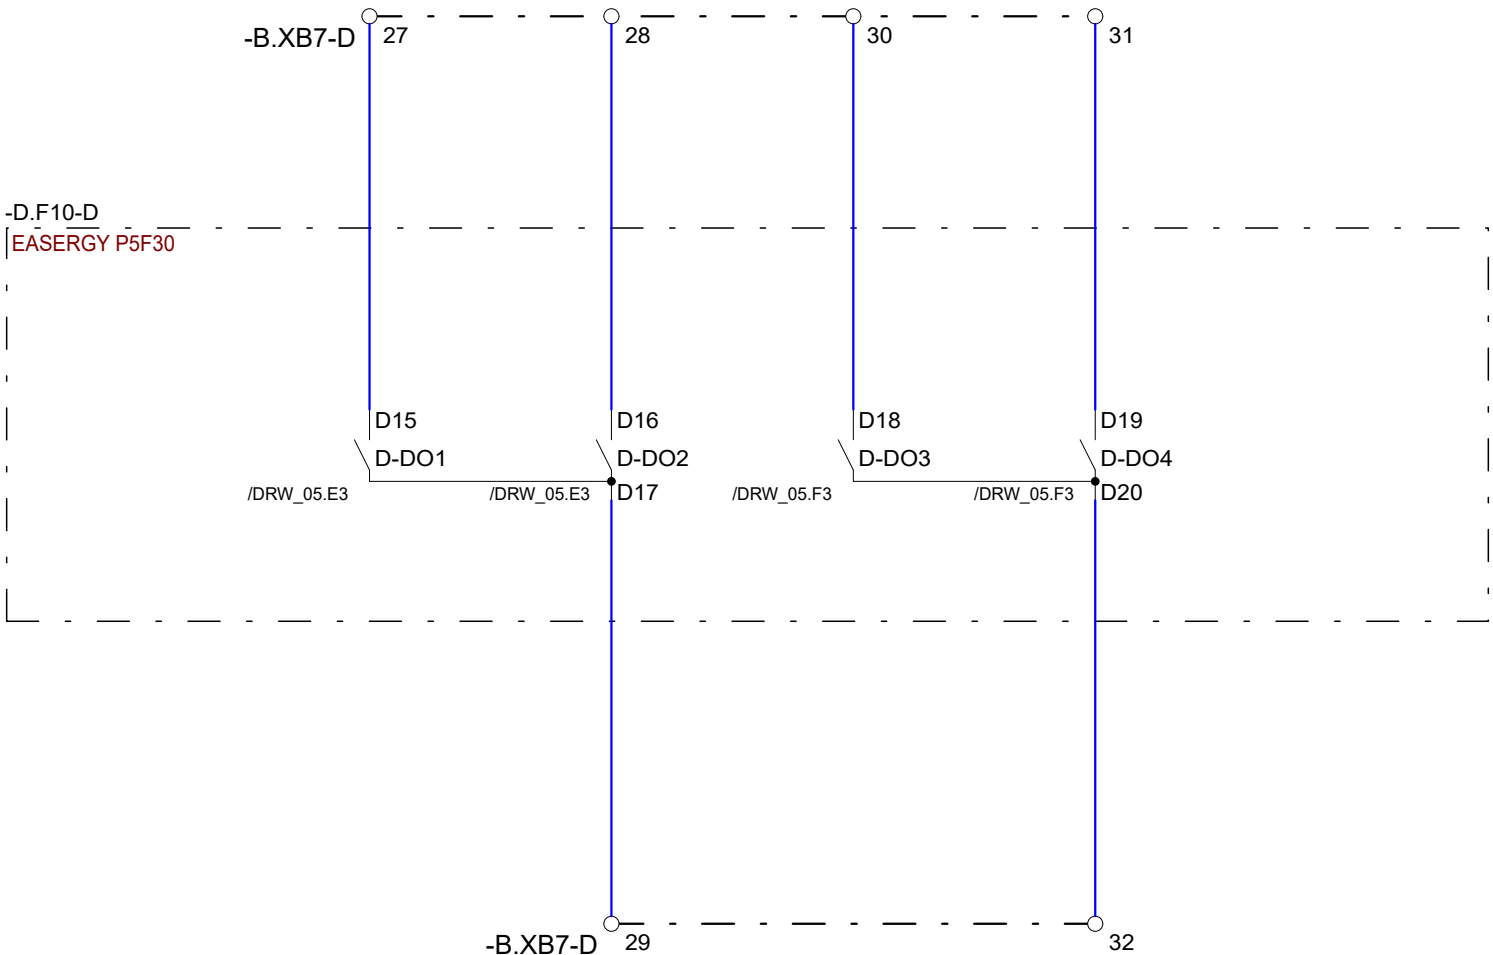 -B.XB7-D 27 28 30 31
-D.F10-D
EASERGY P5F30
D15 D16 D18 D19
D-DO1 D-DO2 D-DO3 D-DO4
/DRW_05.E3 /DRW_05.E3 D17 /DRW_05.F3 /DRW_05.F3 D20
-B.XB7-D 29 32